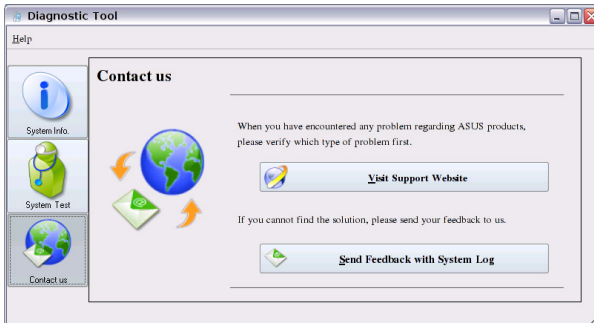 Diagnostic Tool
Help
System Info.
System Test
Contact us
Contact us
When you have encountered any problem regarding ASUS products,
please verify which type of problem first.
Visit Support Website
If you cannot find the solution, please send your feedback to us.
Send Feedback with System Log